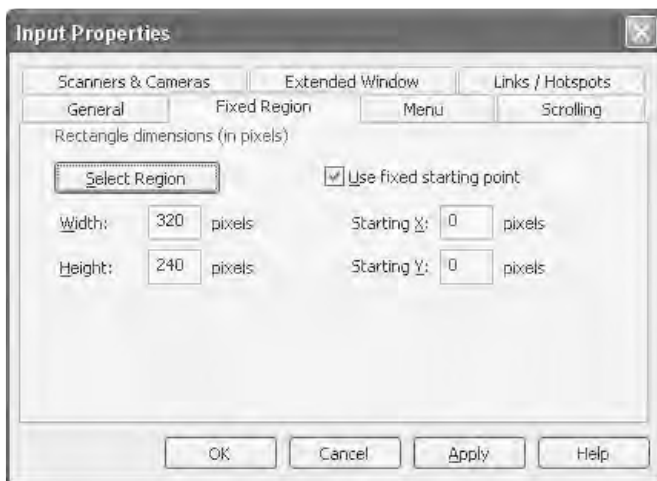 Input Properties
Scanners & Cameras Extended Window Links / Hotspots
General Fixed Region Menu Scrolling
Rectangle dimensions (in pixels)
Select Region Use fixed starting point
Width: 320 pixels Starting X: 0 pixels
Height: 240 pixels Starting Y: 0 pixels
OK Cancel Apply Help